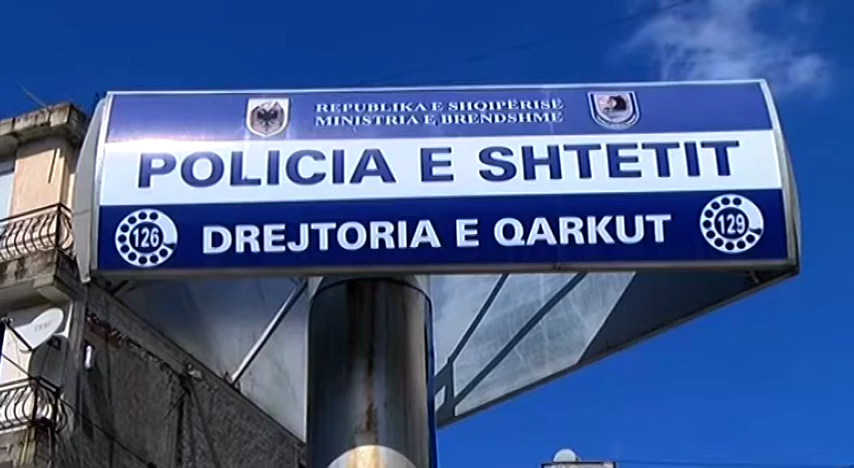 REPUBLIKA E SHQIPËRISË
MINISTRIA E BRENDSHME
POLICIA E SHTETIT
126 DREJTORIA E QARKUT 129